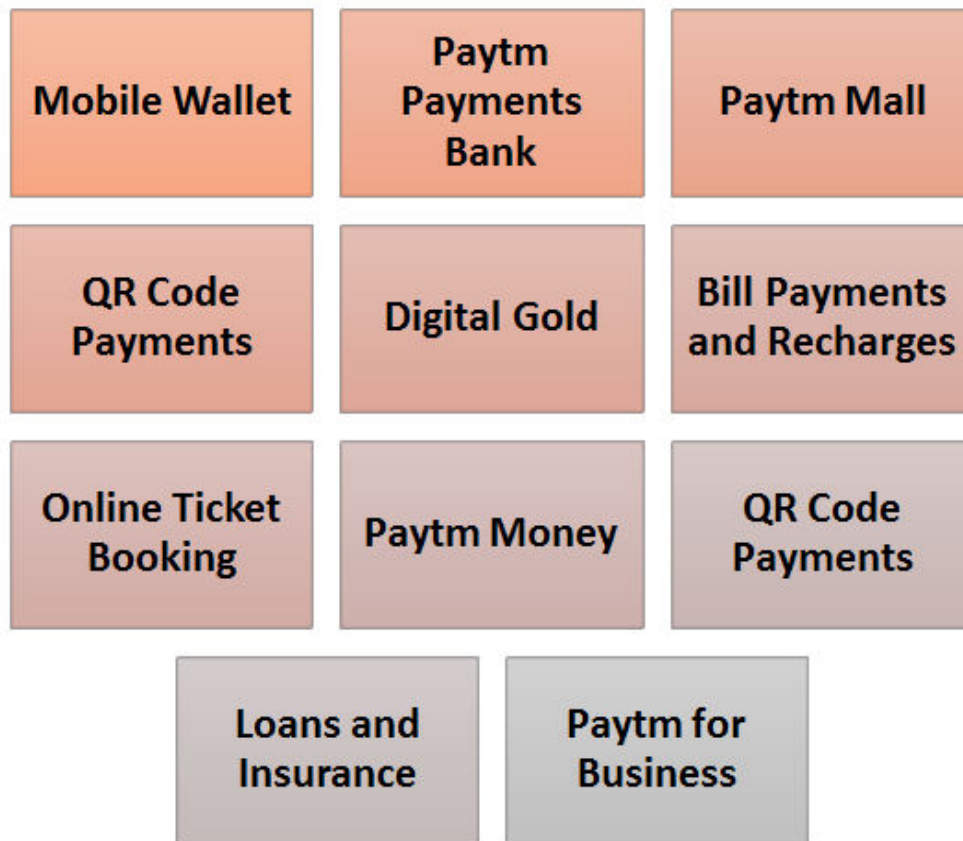 Mobile Wallet
Paytm
Payments
Bank
Paytm Mall
QR Code
Payments
Digital Gold
Bill Payments
and Recharges
Online Ticket
Booking
Paytm Money
QR Code
Payments
Loans and
Insurance
Paytm for
Business